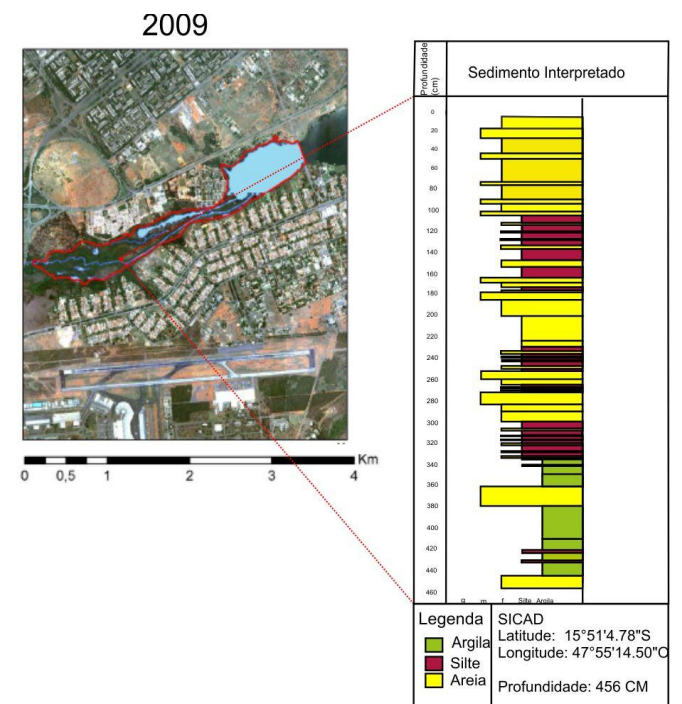 2009
Profundidade
(cm)
Sedimento Interpretado
0
20
40
60
80
100
120
140
160
180
200
220
240
260
280
300
320
340
360
380
400
420
440
460
g m f Silte Argila
Km
0 0,5 1 2 3 4
Legenda
Argila
Silte
Areia
SICAD
Latitude: 15°51'4.78"S
Longitude: 47°55'14.50"O
Profundidade: 456 CM